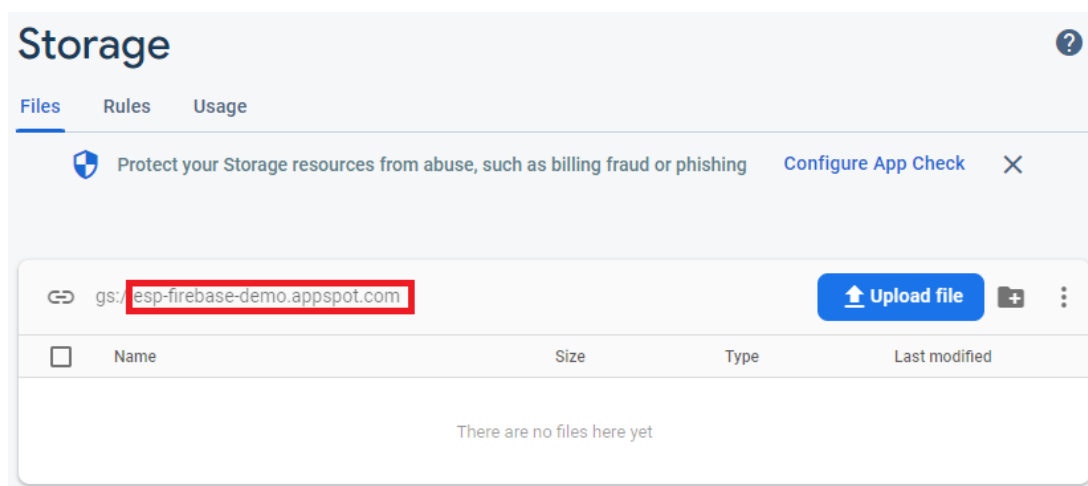 Storage
Files Rules Usage
Protect your Storage resources from abuse, such as billing fraud or phishing Configure App Check
gs:/ esp-firebase-demo.appspot.com Upload file
Name Size Type Last modified
There are no files here yet